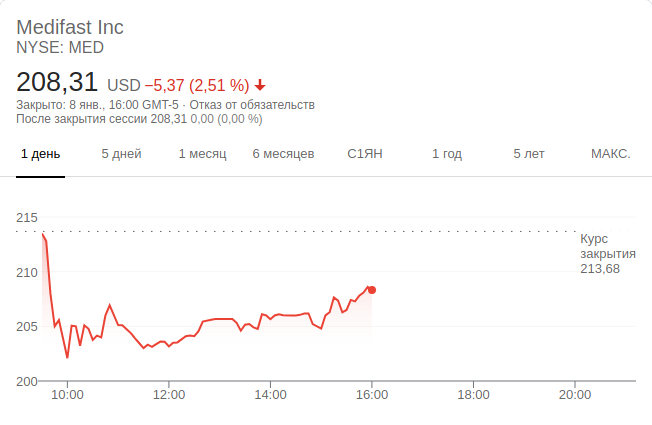 Medifast Inc
NYSE: MED
208,31 USD −5,37 (2,51 %)
Закрыто: 8 янв., 16:00 GMT-5 · Отказ от обязательств
После закрытия сессии 208,31 0,00 (0,00 %)
1 день 5 дней 1 месяц 6 месяцев С1ЯН 1 год 5 лет МАКС.
215
Курс
закрытия
213,68
210
205
200
10:00 12:00 14:00 16:00 18:00 20:00